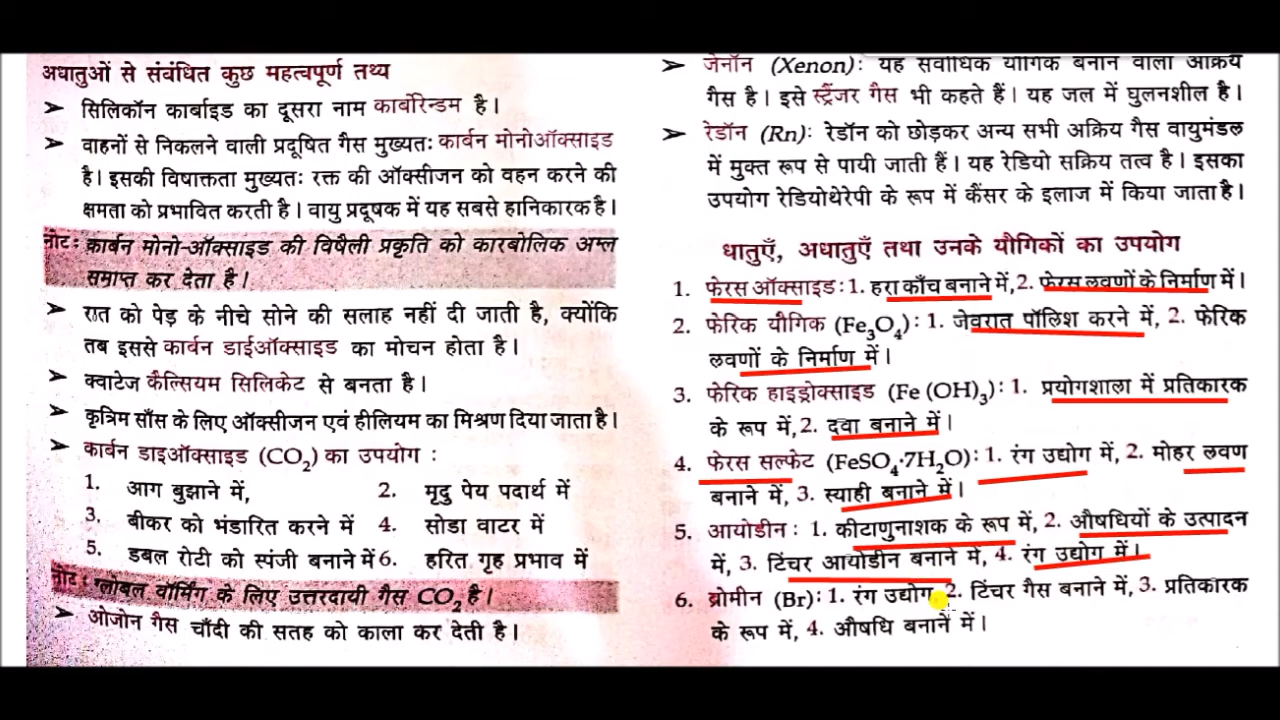 अधातुओं से संबंधित कुछ महत्वपूर्ण तथ्य
➤ सिलिकॉन कार्बाइड का दूसरा नाम कार्बोरेन्डम है।
➤ वाहनों से निकलने वाली प्रदूषित गैस मुख्यतः कार्बन मोनोऑक्साइड
है। इसकी विषाक्तता मुख्यतः रक्त की ऑक्सीजन को वहन करने की
क्षमता को प्रभावित करती है। वायु प्रदूषक में यह सबसे हानिकारक है।
नोट: कार्बन मोनो-ऑक्साइड की विषैली प्रकृति को कारबोलिक अम्ल
समाप्त कर देता है।
➤ रात को पेड़ के नीचे सोने की सलाह नहीं दी जाती है, क्योंकि
तब इससे कार्बन डाईऑक्साइड का मोचन होता है।
➤ क्वाटेज कैल्सियम सिलिकेट से बनता है।
➤ कृत्रिम साँस के लिए ऑक्सीजन एवं हीलियम का मिश्रण दिया जाता है।
➤ कार्बन डाइऑक्साइड (CO₂) का उपयोग :
1. आग बुझाने में, 2. मृदु पेय पदार्थ में
3. बीकर को भंडारित करने में 4. सोडा वाटर में
5. डबल रोटी को स्पंजी बनाने में 6. हरित गृह प्रभाव में
नोट: ग्लोबल वॉर्मिंग के लिए उत्तरदायी गैस CO₂ है।
➤ ओजोन गैस चाँदी की सतह को काला कर देती है।
➤ जेनॉन (Xenon): यह सर्वाधिक यौगिक बनाने वाला अक्रिय
गैस है। इसे स्ट्रैंजर गैस भी कहते हैं। यह जल में घुलनशील है।
➤ रेडॉन (Rn): रेडॉन को छोड़कर अन्य सभी अक्रिय गैस वायुमंडल
में मुक्त रूप से पायी जाती हैं। यह रेडियो सक्रिय तत्व है। इसका
उपयोग रेडियोथेरेपी के रूप में कैंसर के इलाज में किया जाता है।
धातुएँ, अधातुएँ तथा उनके यौगिकों का उपयोग
1. फेरस ऑक्साइड: 1. हरा काँच बनाने में, 2. फेरस लवणों के निर्माण में।
2. फेरिक यौगिक (Fe₃O₄): 1. जेवरात पॉलिश करने में, 2. फेरिक
लवणों के निर्माण में।
3. फेरिक हाइड्रोक्साइड (Fe (OH)₃): 1. प्रयोगशाला में प्रतिकारक
के रूप में, 2. दवा बनाने में।
4. फेरस सल्फेट (FeSO₄·7H₂O): 1. रंग उद्योग में, 2. मोहर लवण
बनाने में, 3. स्याही बनाने में।
5. आयोडीन: 1. कीटाणुनाशक के रूप में, 2. औषधियों के उत्पादन
में, 3. टिंचर आयोडीन बनाने में, 4. रंग उद्योग में।
6. ब्रोमीन (Br): 1. रंग उद्योग 2. टिंचर गैस बनाने में, 3. प्रतिकारक
के रूप में, 4. औषधि बनाने में।